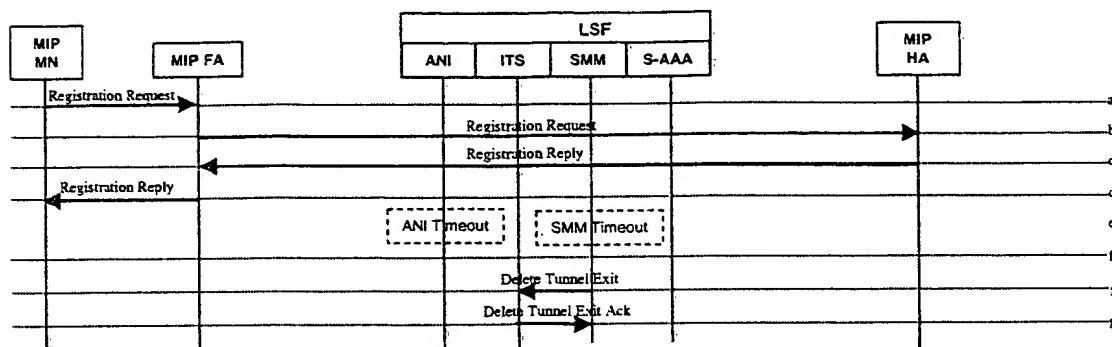 LSF
MIP
MN
MIP FA
ANI
ITS
SMM
S-AAA
MIP
HA
Registration Request
a
Registration Request
b
Registration Reply
c
Registration Reply
ANI Timeout
SMM Timeout
e
f
Delete Tunnel Exit
Delete Tunnel Exit Ack